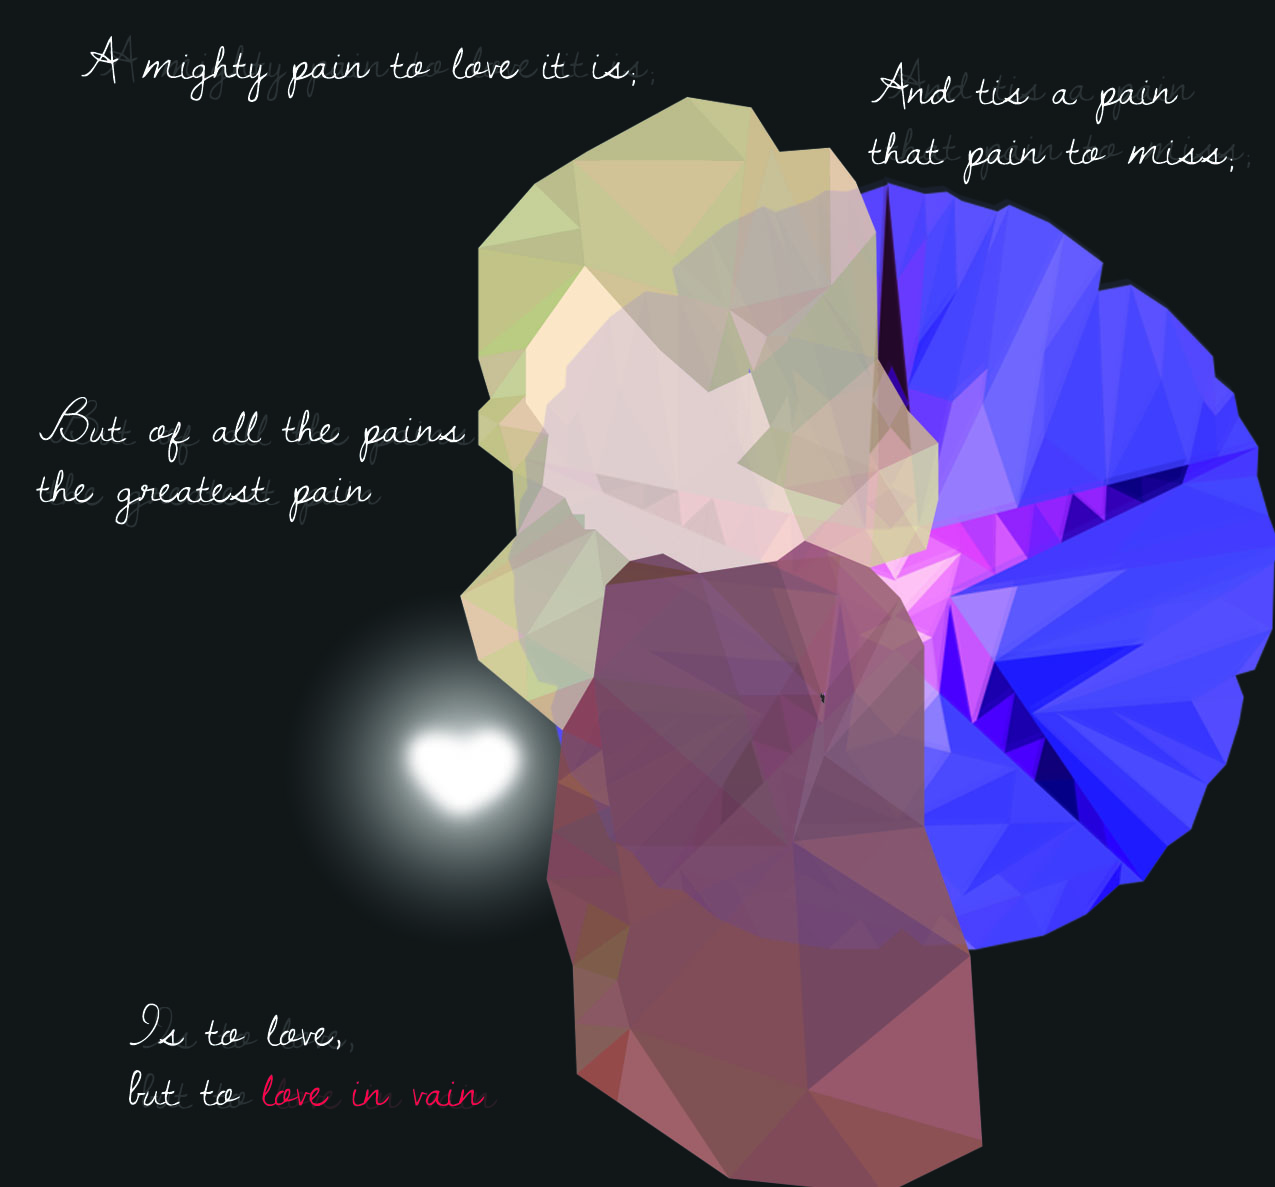 A mighty pain to love it is;
And tis a pain
that pain to miss;
But of all the pains
the greatest pain
Is to love,
but to love in vain